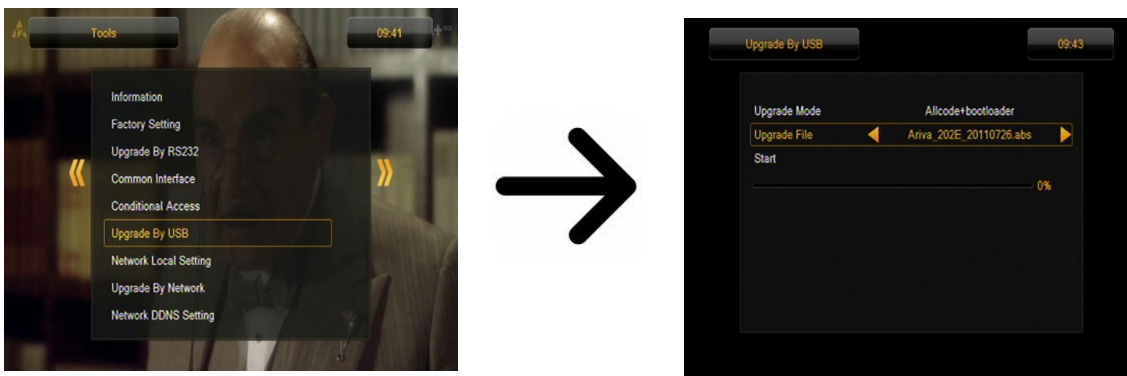 Tools
09:41
Information
Factory Setting
Upgrade By RS232
Common Interface
Conditional Access
Upgrade By USB
Network Local Setting
Upgrade By Network
Network DDNS Setting
Upgrade By USB
09:43
Upgrade Mode Allcode+bootloader
Upgrade File Ariva_202E_20110726.abs
Start
0%